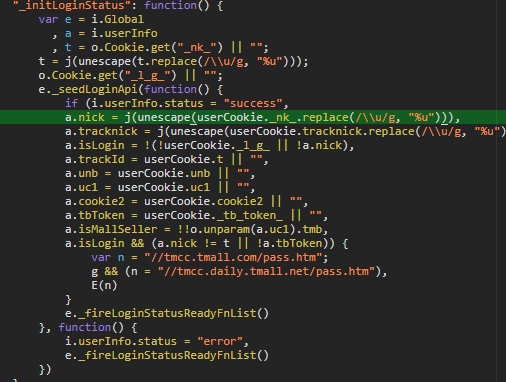 "_initLoginStatus": function() {
var e = i.Global
, a = i.userInfo
, t = o.Cookie.get("_nk_") || "";
t = j(unescape(t.replace(/\\u/g, "%u")));
o.Cookie.get("_l_g_") || "";
e._seedLoginApi(function() {
if (i.userInfo.status = "success",
a.nick = j(unescape(userCookie._nk_.replace(/\\u/g, "%u"))),
a.tracknick = j(unescape(userCookie.tracknick.replace(/\\u/g, "%u")
a.isLogin = !(!userCookie._l_g_ || !a.nick),
a.trackId = userCookie.t || "",
a.unb = userCookie.unb || "",
a.uc1 = userCookie.uc1 || "",
a.cookie2 = userCookie.cookie2 || "",
a.tbToken = userCookie._tb_token_ || "",
a.isMallSeller = !!o.unparam(a.uc1).tmb,
a.isLogin && (a.nick != t || !a.tbToken)) {
var n = "//tmcc.tmall.com/pass.htm";
g && (n = "//tmcc.daily.tmall.net/pass.htm"),
E(n)
}
e._fireLoginStatusReadyFnList()
}, function() {
i.userInfo.status = "error",
e._fireLoginStatusReadyFnList()
})